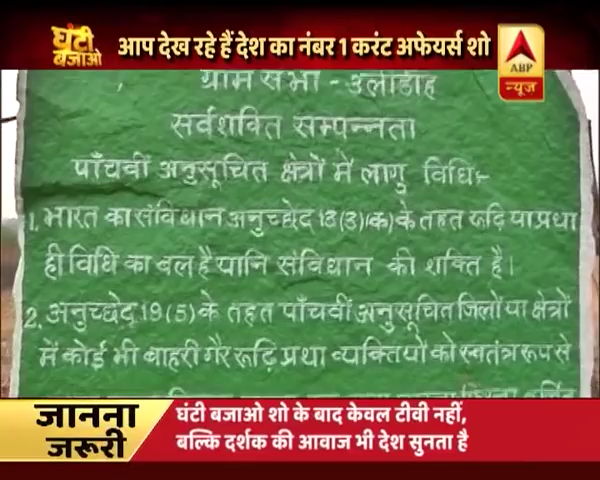 घंटी
बजाओ
आप देख रहे हैं देश का नंबर 1 करंट अफेयर्स शो
ABP
न्यूज़
ग्राम सभा - उलीडीह
सर्वशक्ति सम्पन्नता
पाँचवीं अनुसूचित क्षेत्रों में लागु विधि:-
1. भारत का संविधान अनुच्छेद 13(3)(क) के तहत रूढ़ि या प्रथा
ही विधि का बल है यानि संविधान की शक्ति है।
2. अनुच्छेद 19(5) के तहत पाँचवीं अनुसूचित जिलों या क्षेत्रों
में कोई भी बाहरी गैर रूढ़ि प्रथा व्यक्तियों को स्वतंत्र रूप से
जानना
जरूरी
घंटी बजाओ शो के बाद केवल टीवी नहीं,
बल्कि दर्शक की आवाज भी देश सुनता है